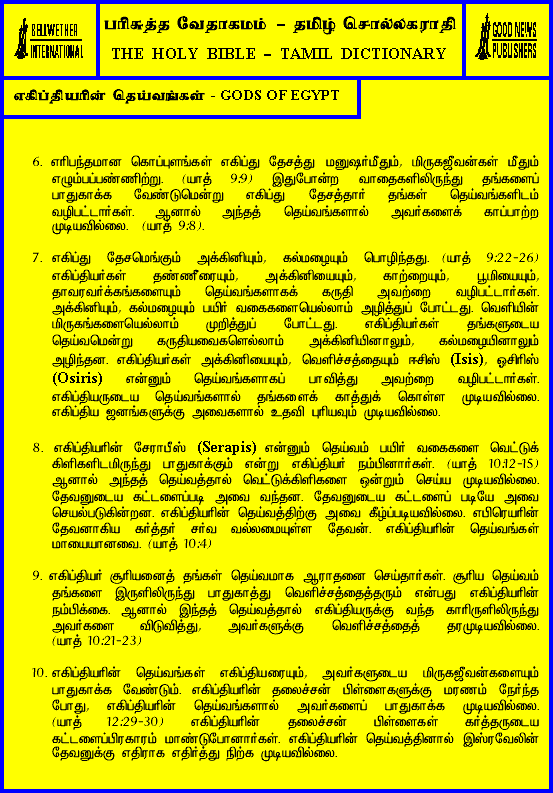 BELLWETHER
INTERNATIONAL
பரிசுத்த வேதாகமம் – தமிழ் சொல்லகராதி
THE HOLY BIBLE – TAMIL DICTIONARY
GOOD NEWS
PUBLISHERS
எகிப்தியரின் தெய்வங்கள் - GODS OF EGYPT
6. எரிபந்தமான கொப்புளங்கள் எகிப்து தேசத்து மனுஷர்மீதும், மிருகஜீவன்கள் மீதும்
எழும்பப்பண்ணிற்று. (யாத் 9:9) இதுபோன்ற வாதைகளிலிருந்து தங்களைப்
பாதுகாக்க வேண்டுமென்று எகிப்து தேசத்தார் தங்கள் தெய்வங்களிடம்
வழிபட்டார்கள். ஆனால் அந்தத் தெய்வங்களால் அவர்களைக் காப்பாற்ற
முடியவில்லை. (யாத் 9:8).
7. எகிப்து தேசமெங்கும் அக்கினியும், கல்மழையும் பொழிந்தது. (யாத் 9:22-26)
எகிப்தியர்கள் தண்ணீரையும், அக்கினியையும், காற்றையும், பூமியையும்,
தாவரவர்க்கங்களையும் தெய்வங்களாகக் கருதி அவற்றை வழிபட்டார்கள்.
அக்கினியும், கல்மழையும் பயிர் வகைகளையெல்லாம் அழித்துப் போட்டது. வெளியின்
மிருகங்களையெல்லாம் முறித்துப் போட்டது. எகிப்தியர்கள் தங்களுடைய
தெய்வமென்று கருதியவைகளெல்லாம் அக்கினியினாலும், கல்மழையினாலும்
அழிந்தன. எகிப்தியர்கள் அக்கினியையும், வெளிச்சத்தையும் ஈசிஸ் (Isis), ஒசிரிஸ்
(Osiris) என்னும் தெய்வங்களாகப் பாவித்து அவற்றை வழிபட்டார்கள்.
எகிப்தியருடைய தெய்வங்களால் தங்களைக் காத்துக் கொள்ள முடியவில்லை.
எகிப்திய ஜனங்களுக்கு அவைகளால் உதவி புரியவும் முடியவில்லை.
8. எகிப்தியரின் சேராபீஸ் (Serapis) என்னும் தெய்வம் பயிர் வகைகளை வெட்டுக்
கிளிகளிடமிருந்து பாதுகாக்கும் என்று எகிப்தியர் நம்பினார்கள். (யாத் 10:12-15)
ஆனால் அந்தத் தெய்வத்தால் வெட்டுக்கிளிகளை ஒன்றும் செய்ய முடியவில்லை.
தேவனுடைய கட்டளைப்படி அவை வந்தன. தேவனுடைய கட்டளைப் படியே அவை
செயல்படுகின்றன. எகிப்தியரின் தெய்வத்திற்கு அவை கீழ்ப்படியவில்லை. எபிரெயரின்
தேவனாகிய கர்த்தர் சர்வ வல்லமையுள்ள தேவன். எகிப்தியரின் தெய்வங்கள்
மாயையானவை. (யாத் 10:4)
9. எகிப்தியர் சூரியனைத் தங்கள் தெய்வமாக ஆராதனை செய்தார்கள். சூரிய தெய்வம்
தங்களை இருளிலிருந்து பாதுகாத்து வெளிச்சத்தைத்தரும் என்பது எகிப்தியரின்
நம்பிக்கை. ஆனால் இந்தத் தெய்வத்தால் எகிப்தியருக்கு வந்த காரிருளிலிருந்து
அவர்களை விடுவித்து, அவர்களுக்கு வெளிச்சத்தைத் தரமுடியவில்லை.
(யாத் 10:21-23)
10. எகிப்தியரின் தெய்வங்கள் எகிப்தியரையும், அவர்களுடைய மிருகஜீவன்களையும்
பாதுகாக்க வேண்டும். எகிப்தியரின் தலைச்சன் பிள்ளைகளுக்கு மரணம் நேர்ந்த
போது, எகிப்தியரின் தெய்வங்களால் அவர்களைப் பாதுகாக்க முடியவில்லை.
(யாத் 12:29-30) எகிப்தியரின் தலைச்சன் பிள்ளைகள் கர்த்தருடைய
கட்டளைப்பிரகாரம் மாண்டுபோனார்கள். எகிப்தியரின் தெய்வத்தினால் இஸ்ரவேலின்
தேவனுக்கு எதிராக எதிர்த்து நிற்க முடியவில்லை.